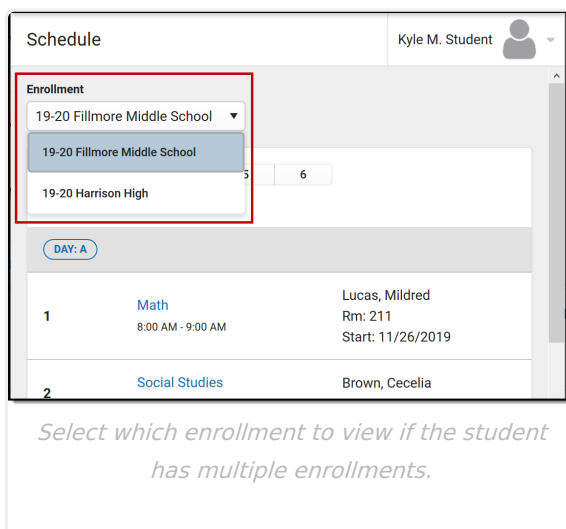 Schedule
Kyle M. Student
Enrollment
19-20 Fillmore Middle School
19-20 Fillmore Middle School
19-20 Harrison High
6
DAY: A
1
Math
8:00 AM - 9:00 AM
Lucas, Mildred
Rm: 211
Start: 11/26/2019
2
Social Studies
Brown, Cecelia
Select which enrollment to view if the student
has multiple enrollments.